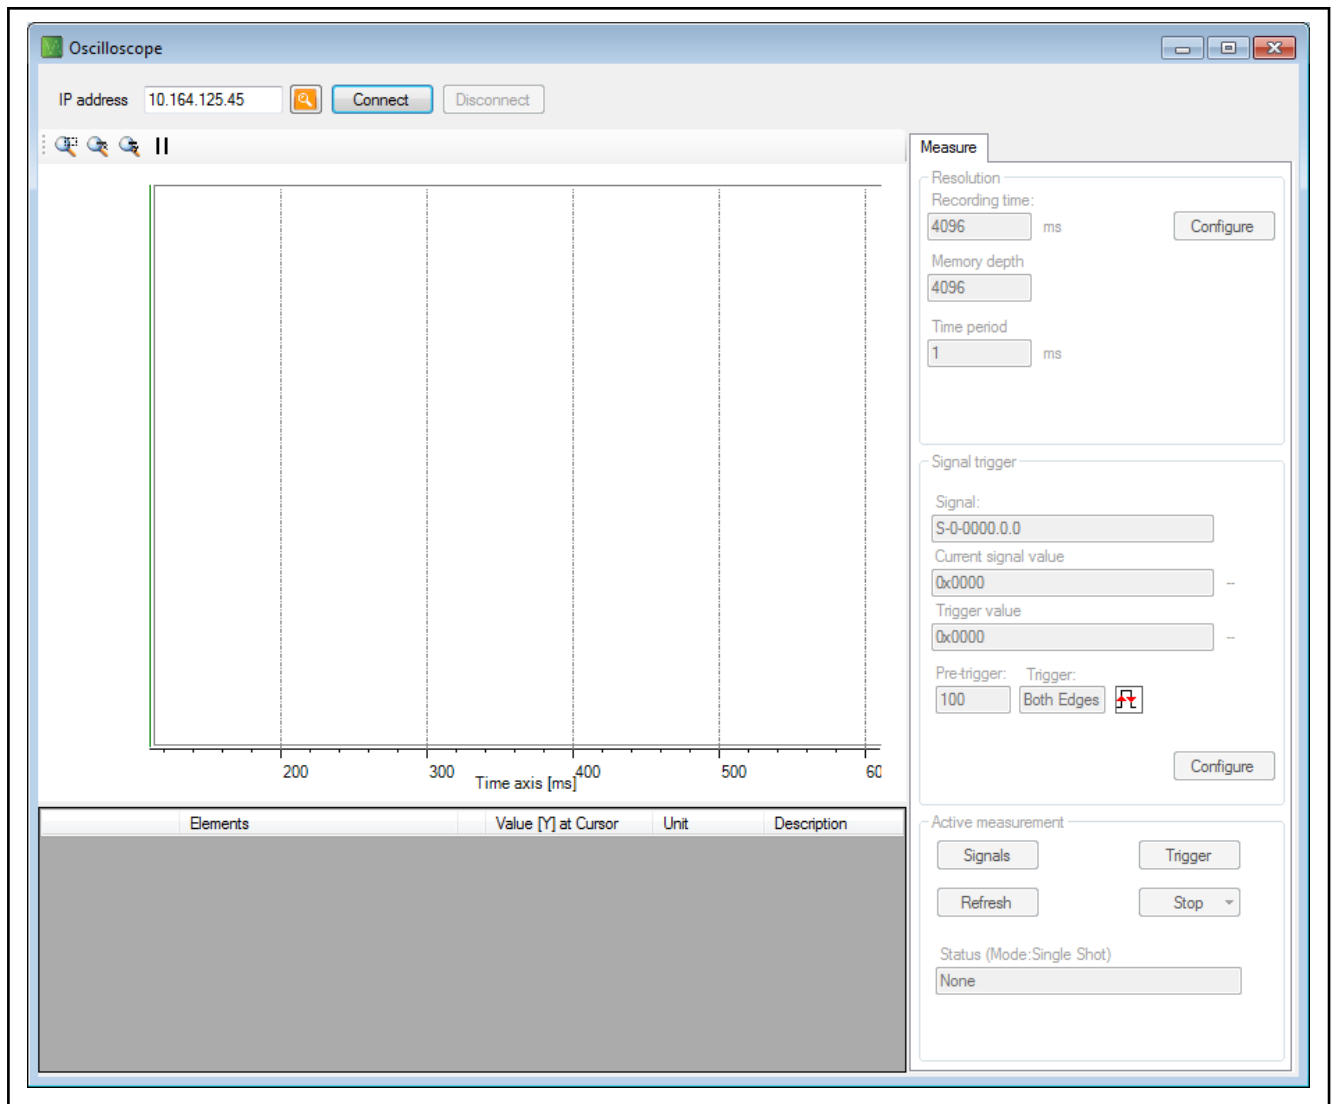 Oscilloscope
IP address 10.164.125.45 Connect Disconnect
Measure
Resolution
Recording time:
4096 ms Configure
Memory depth
4096
Time period
1 ms
Signal trigger
Signal:
S-0-0000.0.0
Current signal value
0x0000 --
Trigger value
0x0000 --
Pre-trigger: Trigger:
100 Both Edges
Configure
200 300 400 500 60
Time axis [ms]
Elements Value [Y] at Cursor Unit Description
Active measurement
Signals Trigger
Refresh Stop
Status (Mode:Single Shot)
None